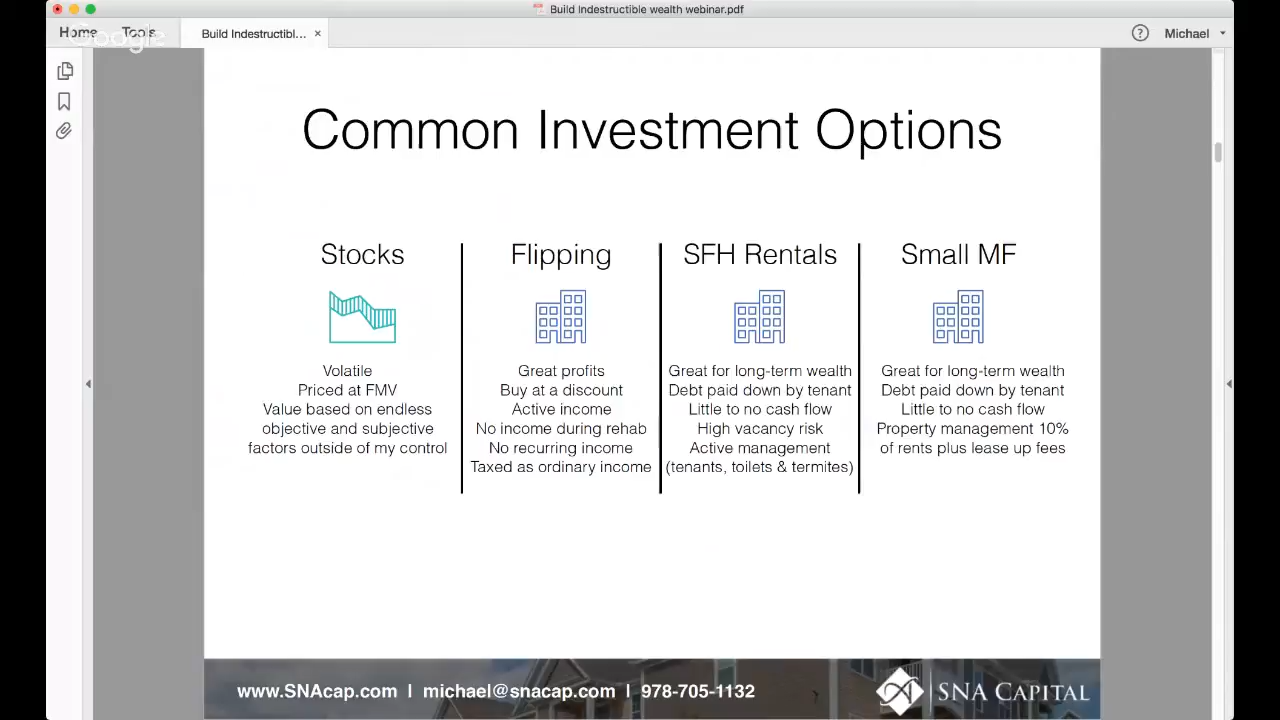 Build Indestructible wealth webinar.pdf
Home
Tools
Google
Build Indestructibl... ×
? Michael
Common Investment Options
Stocks
Volatile
Priced at FMV
Value based on endless
objective and subjective
factors outside of my control
Flipping
Great profits
Buy at a discount
Active income
No income during rehab
No recurring income
Taxed as ordinary income
SFH Rentals
Great for long-term wealth
Debt paid down by tenant
Little to no cash flow
High vacancy risk
Active management
(tenants, toilets & termites)
Small MF
Great for long-term wealth
Debt paid down by tenant
Little to no cash flow
Property management 10%
of rents plus lease up fees
www.SNAcap.com | michael@snacap.com | 978-705-1132
SNA CAPITAL